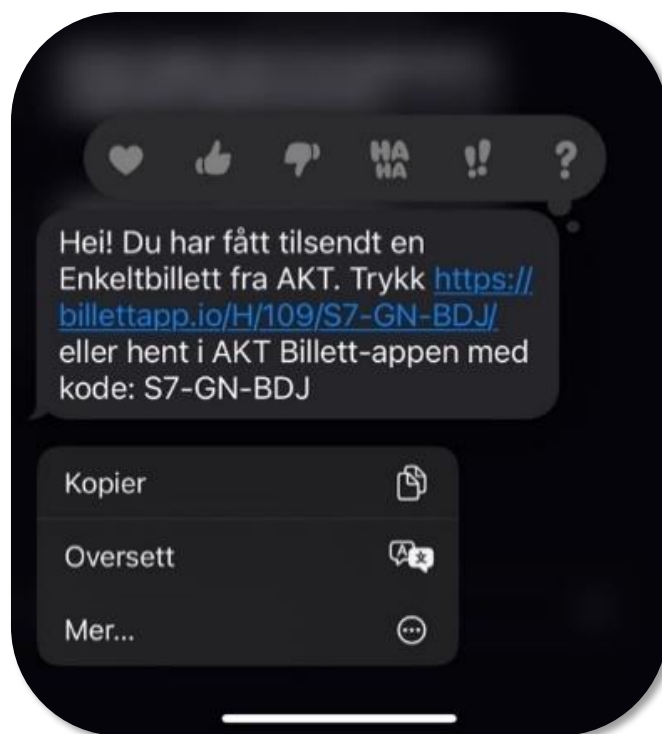 HA
HA
!!
?
Hei! Du har fått tilsendt en
Enkeltbillett fra AKT. Trykk https://
billettapp.io/H/109/S7-GN-BDJ/
eller hent i AKT Billett-appen med
kode: S7-GN-BDJ
Kopier
Oversett
Mer...